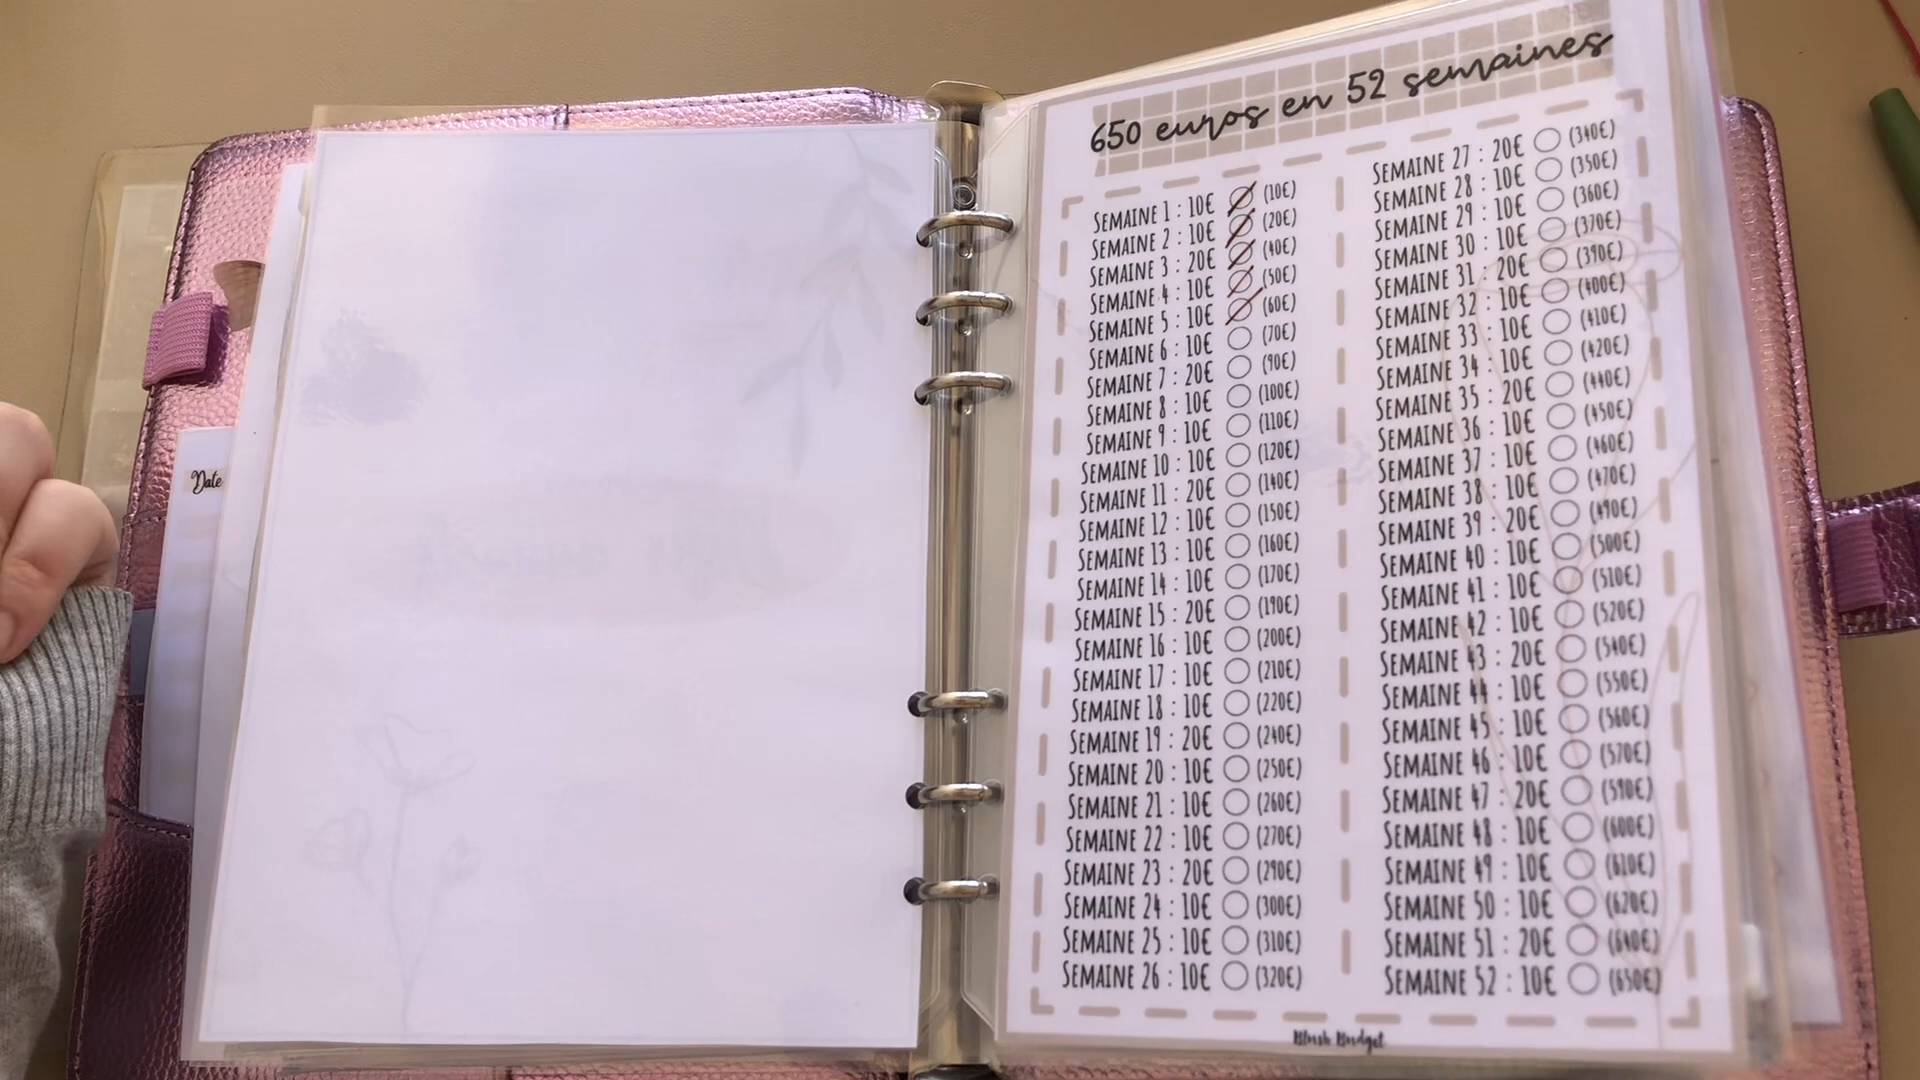 Date
650 euros en 52 semaines
SEMAINE 1 : 10€ (10€)
SEMAINE 2 : 10€ (20€)
SEMAINE 3 : 20€ (40€)
SEMAINE 4 : 10€ (50€)
SEMAINE 5 : 10€ (60€)
SEMAINE 6 : 10€ (70€)
SEMAINE 7 : 20€ (90€)
SEMAINE 8 : 10€ (100€)
SEMAINE 9 : 10€ (110€)
SEMAINE 10 : 10€ (120€)
SEMAINE 11 : 20€ (140€)
SEMAINE 12 : 10€ (150€)
SEMAINE 13 : 10€ (160€)
SEMAINE 14 : 10€ (170€)
SEMAINE 15 : 20€ (190€)
SEMAINE 16 : 10€ (200€)
SEMAINE 17 : 10€ (210€)
SEMAINE 18 : 10€ (220€)
SEMAINE 19 : 20€ (240€)
SEMAINE 20 : 10€ (250€)
SEMAINE 21 : 10€ (260€)
SEMAINE 22 : 10€ (270€)
SEMAINE 23 : 20€ (290€)
SEMAINE 24 : 10€ (300€)
SEMAINE 25 : 10€ (310€)
SEMAINE 26 : 10€ (320€)
SEMAINE 27 : 20€ (340€)
SEMAINE 28 : 10€ (350€)
SEMAINE 29 : 10€ (360€)
SEMAINE 30 : 10€ (370€)
SEMAINE 31 : 20€ (390€)
SEMAINE 32 : 10€ (400€)
SEMAINE 33 : 10€ (410€)
SEMAINE 34 : 10€ (420€)
SEMAINE 35 : 20€ (440€)
SEMAINE 36 : 10€ (450€)
SEMAINE 37 : 10€ (460€)
SEMAINE 38 : 10€ (470€)
SEMAINE 39 : 20€ (490€)
SEMAINE 40 : 10€ (500€)
SEMAINE 41 : 10€ (510€)
SEMAINE 42 : 10€ (520€)
SEMAINE 43 : 20€ (540€)
SEMAINE 44 : 10€ (550€)
SEMAINE 45 : 10€ (560€)
SEMAINE 46 : 10€ (570€)
SEMAINE 47 : 20€ (590€)
SEMAINE 48 : 10€ (600€)
SEMAINE 49 : 10€ (610€)
SEMAINE 50 : 10€ (620€)
SEMAINE 51 : 20€ (640€)
SEMAINE 52 : 10€ (650€)
Blush Budget